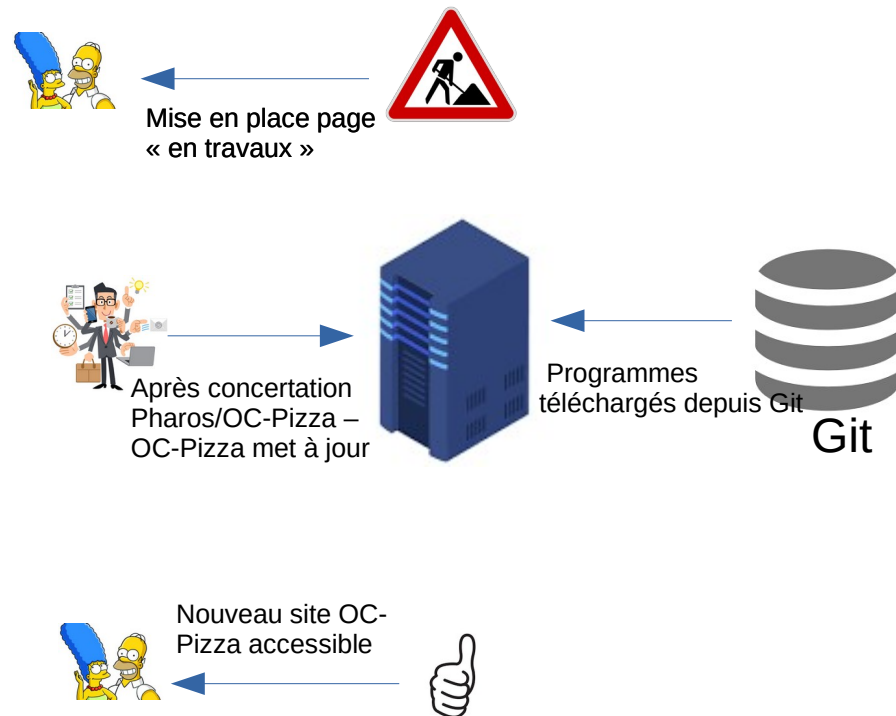 Mise en place page
« en travaux »
Après concertation
Pharos/OC-Pizza –
OC-Pizza met à jour
Programmes
téléchargés depuis Git
Git
Nouveau site OC-
Pizza accessible